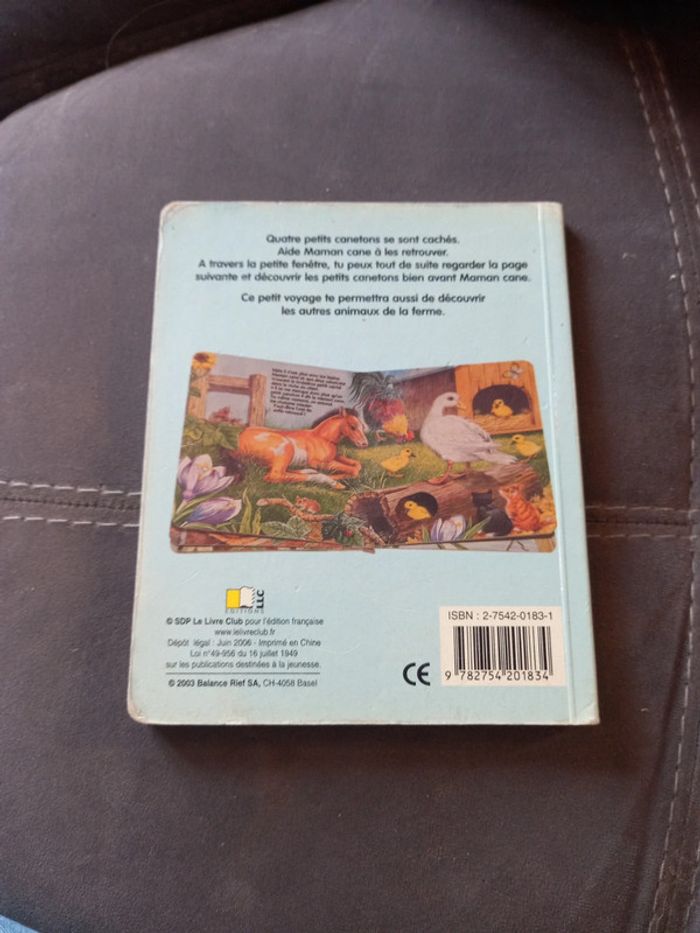 Quatre petits canetons se sont cachés.
Aide Maman cane à les retrouver.
A travers la petite fenêtre, tu peux tout de suite regarder la page
suivante et découvrir les petits canetons bien avant Maman cane.
Ce petit voyage te permettra aussi de découvrir
les autres animaux de la ferme.
EDITIONS LLC
© SDP Le Livre Club pour l'édition française
www.lelivreclub.fr
Dépôt légal : Juin 2006 - Imprimé en Chine
Loi n°49-956 du 16 juillet 1949
sur les publications destinées à la jeunesse.
© 2003 Balance Rief SA, CH-4058 Basel
CE
ISBN : 2-7542-0183-1
9 782754 201834